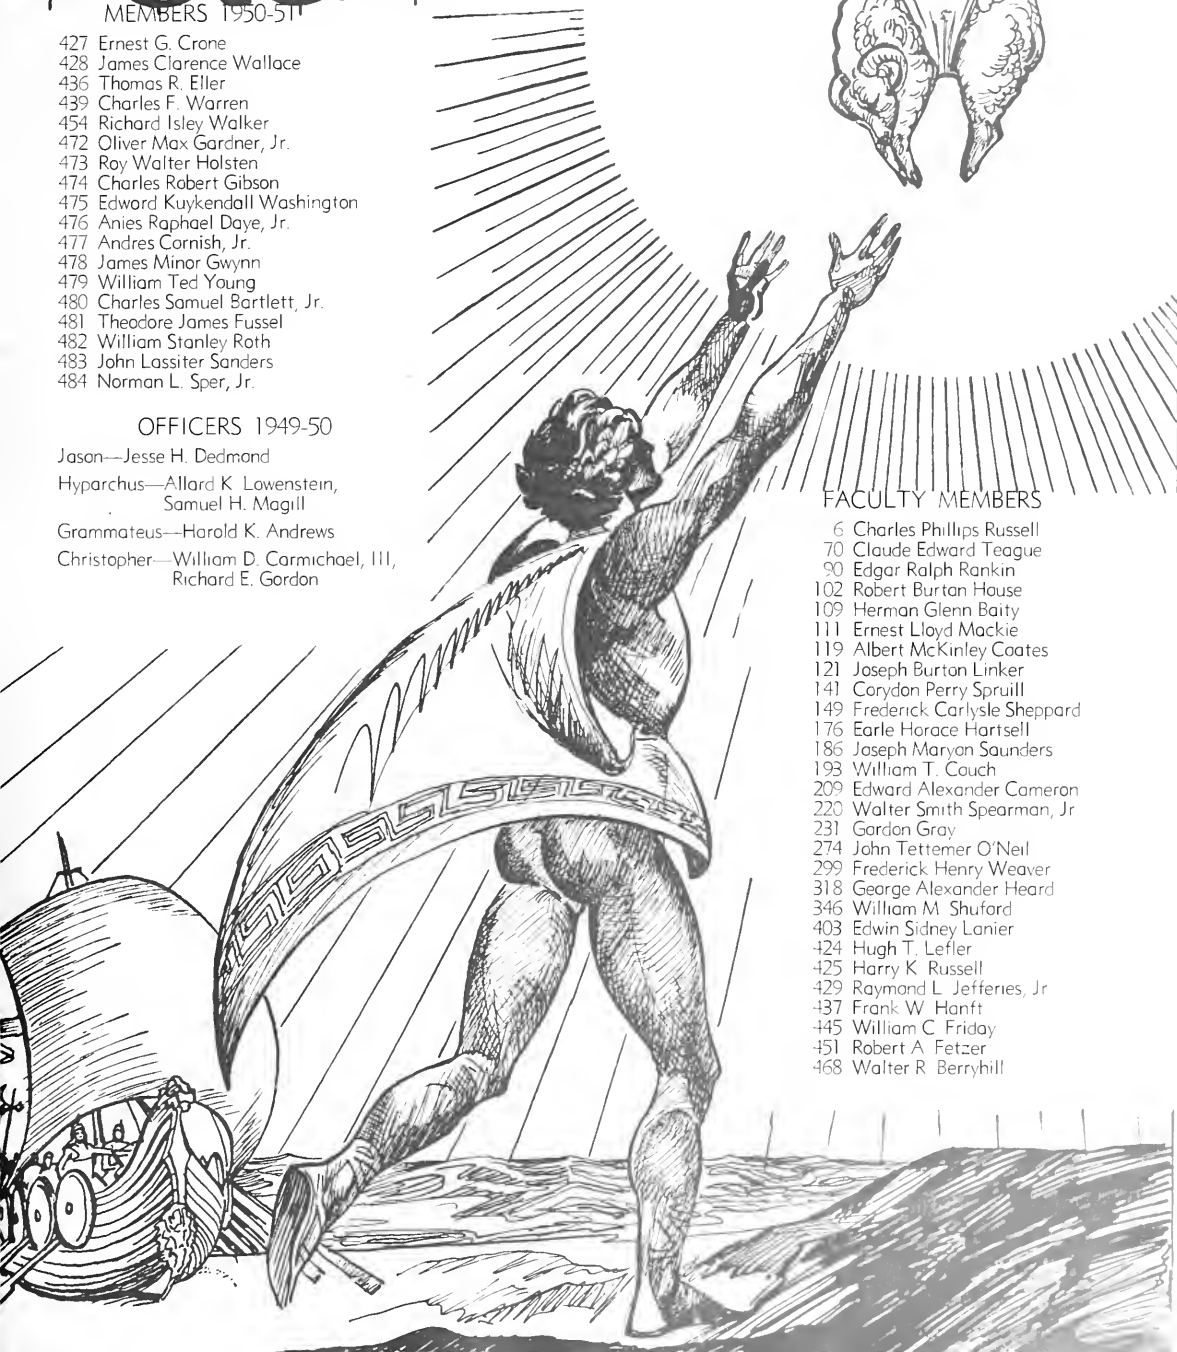 MEMBERS 1950-51
427 Ernest G. Crone
428 James Clarence Wallace
436 Thomas R. Eller
439 Charles F. Warren
454 Richard Isley Walker
472 Oliver Max Gardner, Jr.
473 Roy Walter Holsten
474 Charles Robert Gibson
475 Edward Kuykendall Washington
476 Anies Raphael Daye, Jr.
477 Andres Cornish, Jr.
478 James Minor Gwynn
479 William Ted Young
480 Charles Samuel Bartlett, Jr.
481 Theodore James Fussel
482 William Stanley Roth
483 John Lassiter Sanders
484 Norman L. Sper, Jr.
OFFICERS 1949-50
Jason—Jesse H. Dedmond
Hyparchus—Allard K Lowenstein,
Samuel H. Magill
Grammateus—Harold K. Andrews
Christopher—William D. Carmichael, III,
Richard E. Gordon
FACULTY MEMBERS
6 Charles Phillips Russell
70 Claude Edward Teague
90 Edgar Ralph Rankin
102 Robert Burton House
109 Herman Glenn Baity
111 Ernest Lloyd Mackie
119 Albert McKinley Coates
121 Joseph Burton Linker
141 Corydon Perry Spruill
149 Frederick Carlysle Sheppard
176 Earle Horace Hartsell
186 Joseph Maryon Saunders
193 William T. Couch
209 Edward Alexander Cameron
220 Walter Smith Spearman, Jr
231 Gordon Gray
274 John Tettemer O'Neil
299 Frederick Henry Weaver
318 George Alexander Heard
346 William M Shuford
403 Edwin Sidney Lanier
424 Hugh T. Lefler
425 Harry K Russell
429 Raymond L Jefferies, Jr
437 Frank W Hanft
445 William C Friday
451 Robert A Fetzer
468 Walter R Berryhill